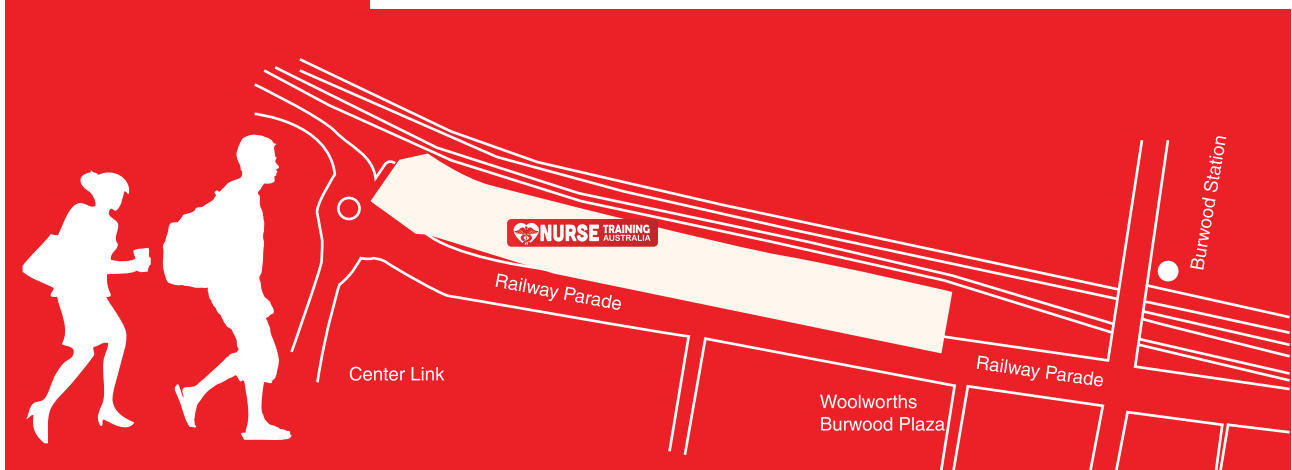 Burwood Station
NURSE TRAINING
AUSTRALIA
Railway Parade
Center Link
Railway Parade
Woolworths
Burwood Plaza